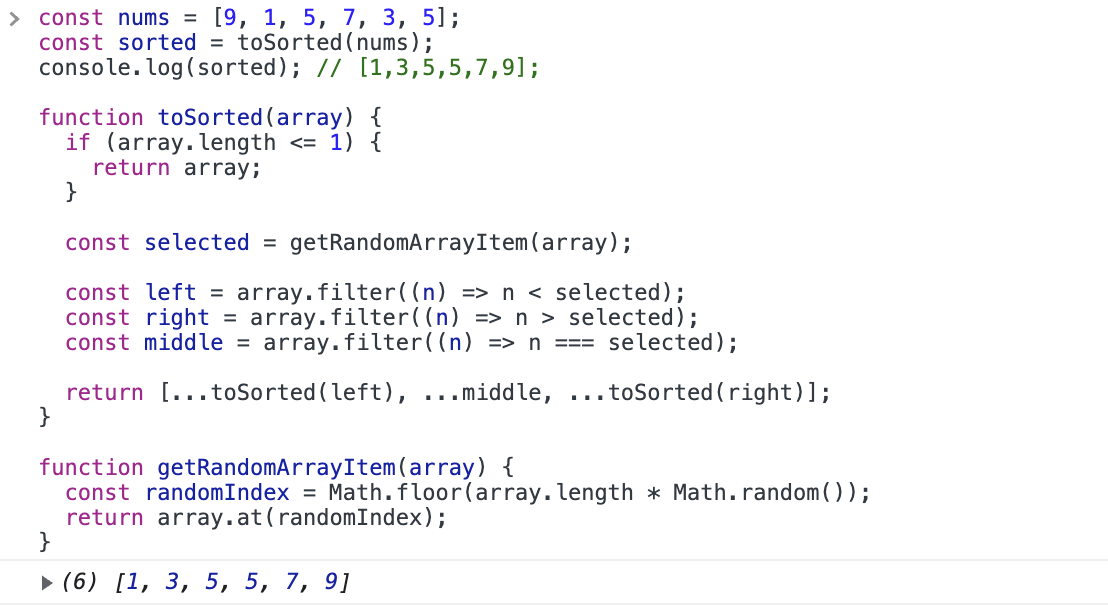 const nums = [9, 1, 5, 7, 3, 5];
const sorted = toSorted(nums);
console.log(sorted); // [1,3,5,5,7,9];

function toSorted(array) {
  if (array.length <= 1) {
    return array;
  }

  const selected = getRandomArrayItem(array);

  const left = array.filter((n) => n < selected);
  const right = array.filter((n) => n > selected);
  const middle = array.filter((n) => n === selected);

  return [...toSorted(left), ...middle, ...toSorted(right)];
}

function getRandomArrayItem(array) {
  const randomIndex = Math.floor(array.length * Math.random());
  return array.at(randomIndex);
}
(6) [1, 3, 5, 5, 7, 9]